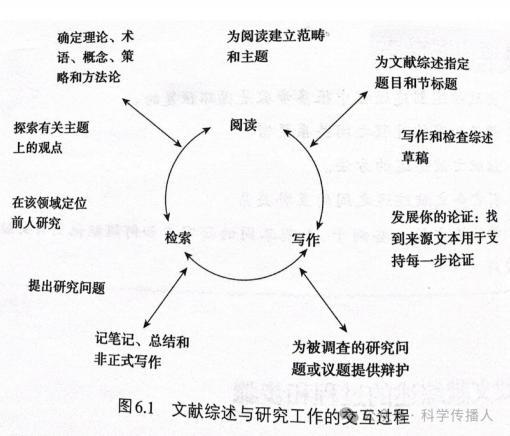 确定理论、术
语、概念、策
略和方法论
为阅读建立范畴
和主题
为文献综述指定
题目和节标题
阅读
探索有关主题
上的观点
写作和检查综述
草稿
在该领域定位
前人研究
发展你的论证：找
到来源文本用于支
持每一步论证
检索
写作
提出研究问题
记笔记、总结和
非正式写作
为被调查的研究问
题或议题提供辩护
图6.1 文献综述与研究工作的交互过程
科学传播人